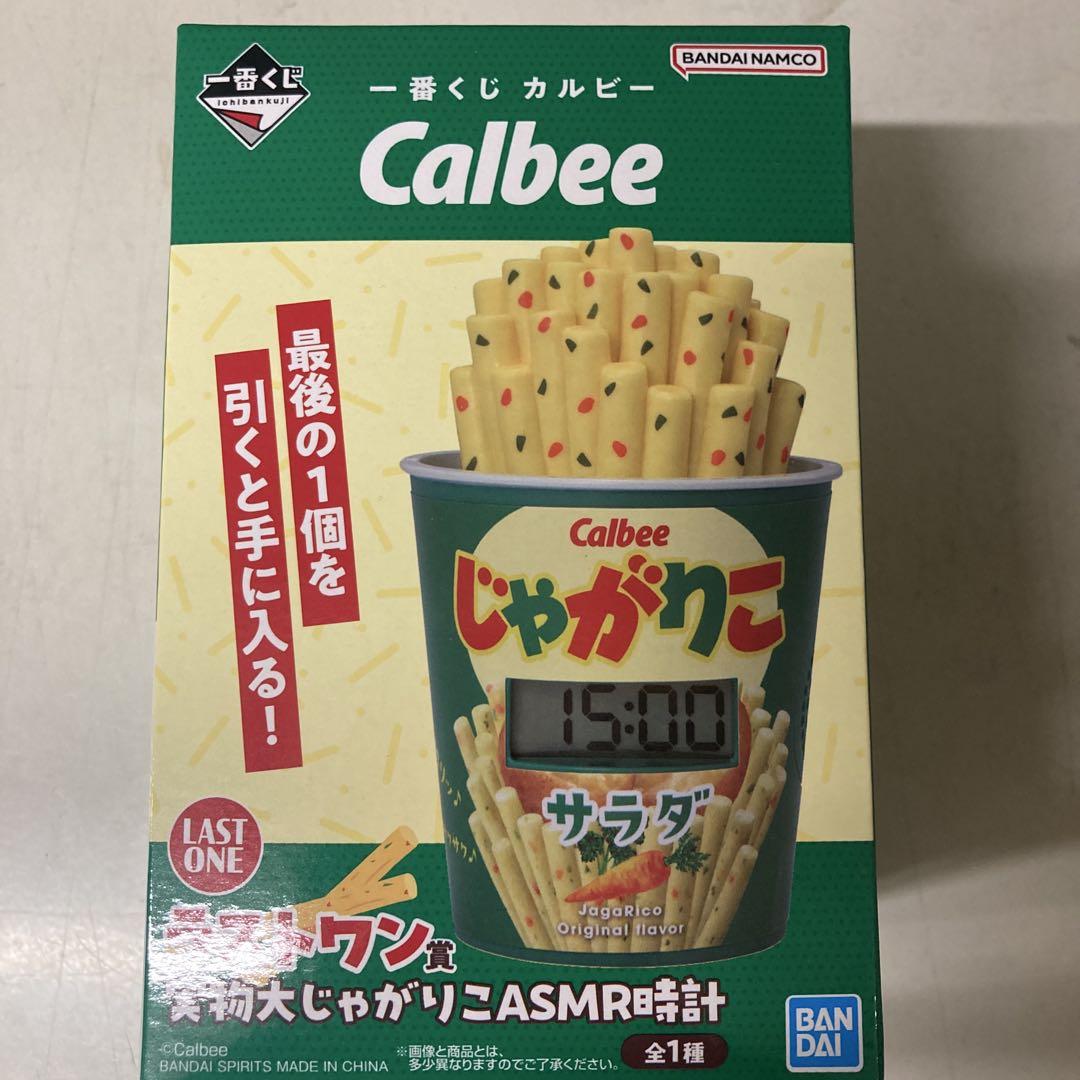 一番くじ
ichibankuji
BANDAI NAMCO
一番くじ カルビー
Calbee
最後の1個を
引くと手に入る!
Calbee
じゃがりこ
15:00
サラダ
JagaRico
Original flavor
LAST
ONE
ラストワン賞
実物大じゃがりこASMR時計
©Calbee
BANDAI SPIRITS MADE IN CHINA
※画像と商品とは、
多少異なりますのでご了承ください。
全1種
BAN
DAI